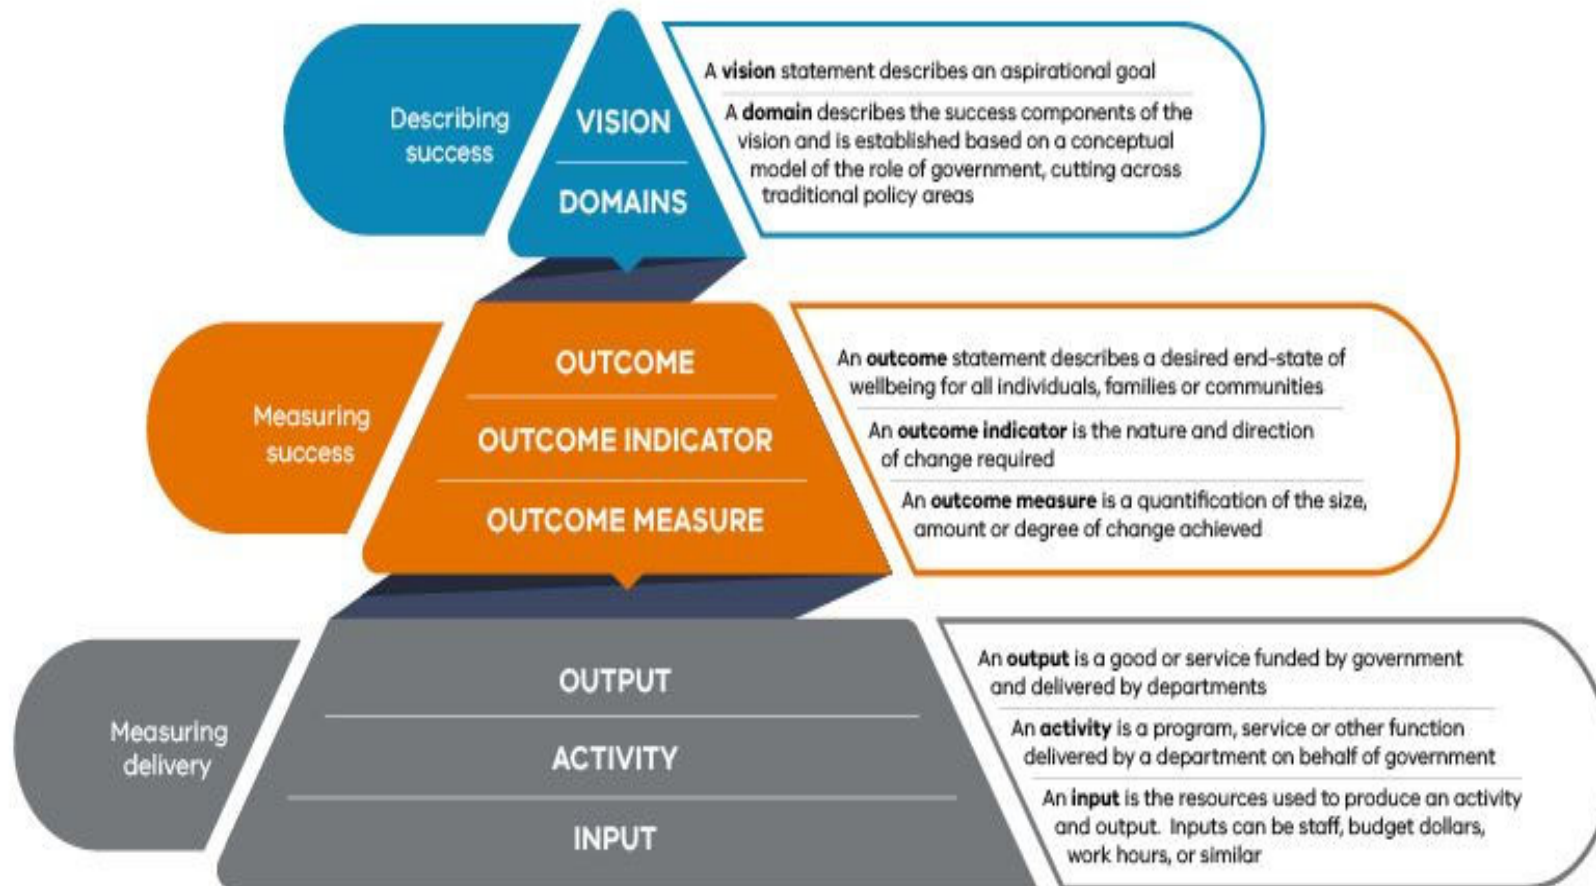 Describing
success
VISION
DOMAINS
A vision statement describes an aspirational goal
A domain describes the success components of the
vision and is established based on a conceptual
model of the role of government, cutting across
traditional policy areas
Measuring
success
OUTCOME
OUTCOME INDICATOR
OUTCOME MEASURE
An outcome statement describes a desired end-state of
wellbeing for all individuals, families or communities
An outcome indicator is the nature and direction
of change required
An outcome measure is a quantification of the size,
amount or degree of change achieved
Measuring
delivery
OUTPUT
ACTIVITY
INPUT
An output is a good or service funded by government
and delivered by departments
An activity is a program, service or other function
delivered by a department on behalf of government
An input is the resources used to produce an activity
and output. Inputs can be staff, budget dollars,
work hours, or similar